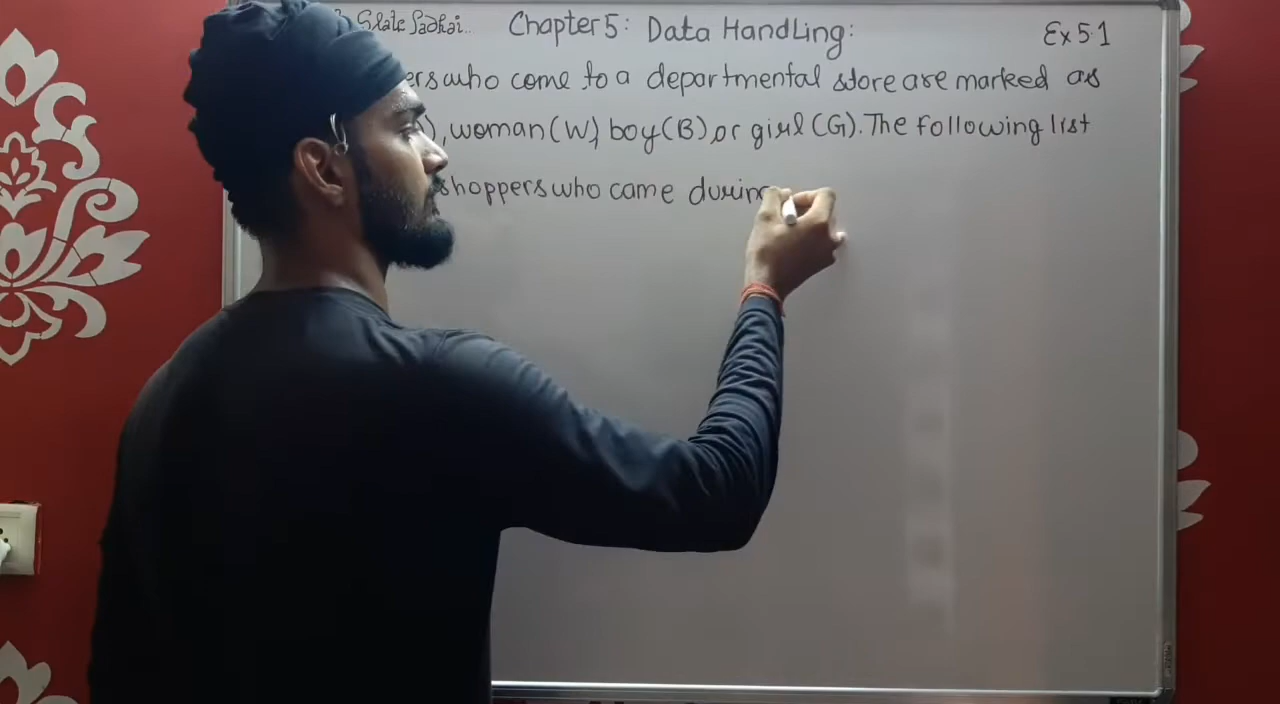 Slate Padhai.. Chapter 5: Data Handling: Ex 5.1
who come to a departmental store are marked as
, woman (W), boy (B) or girl (G). The following list
shoppers who came durin